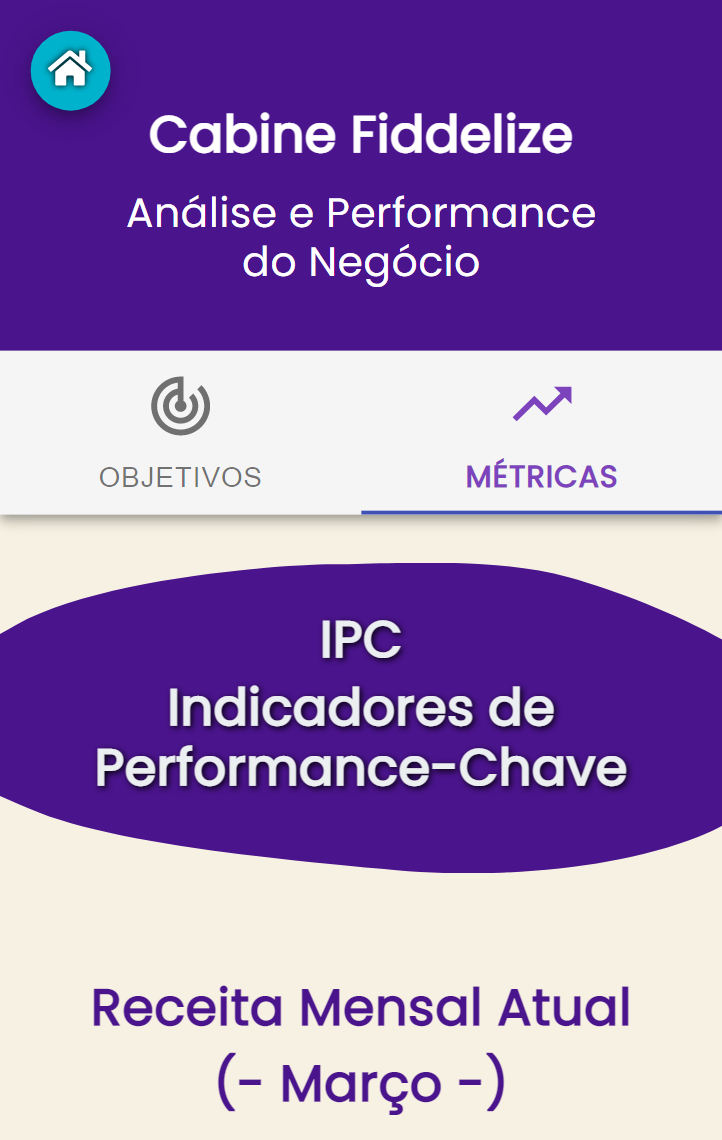 Cabine Fiddelize
Análise e Performance
do Negócio
OBJETIVOS
MÉTRICAS
IPC
Indicadores de
Performance-Chave
Receita Mensal Atual
(- Março -)